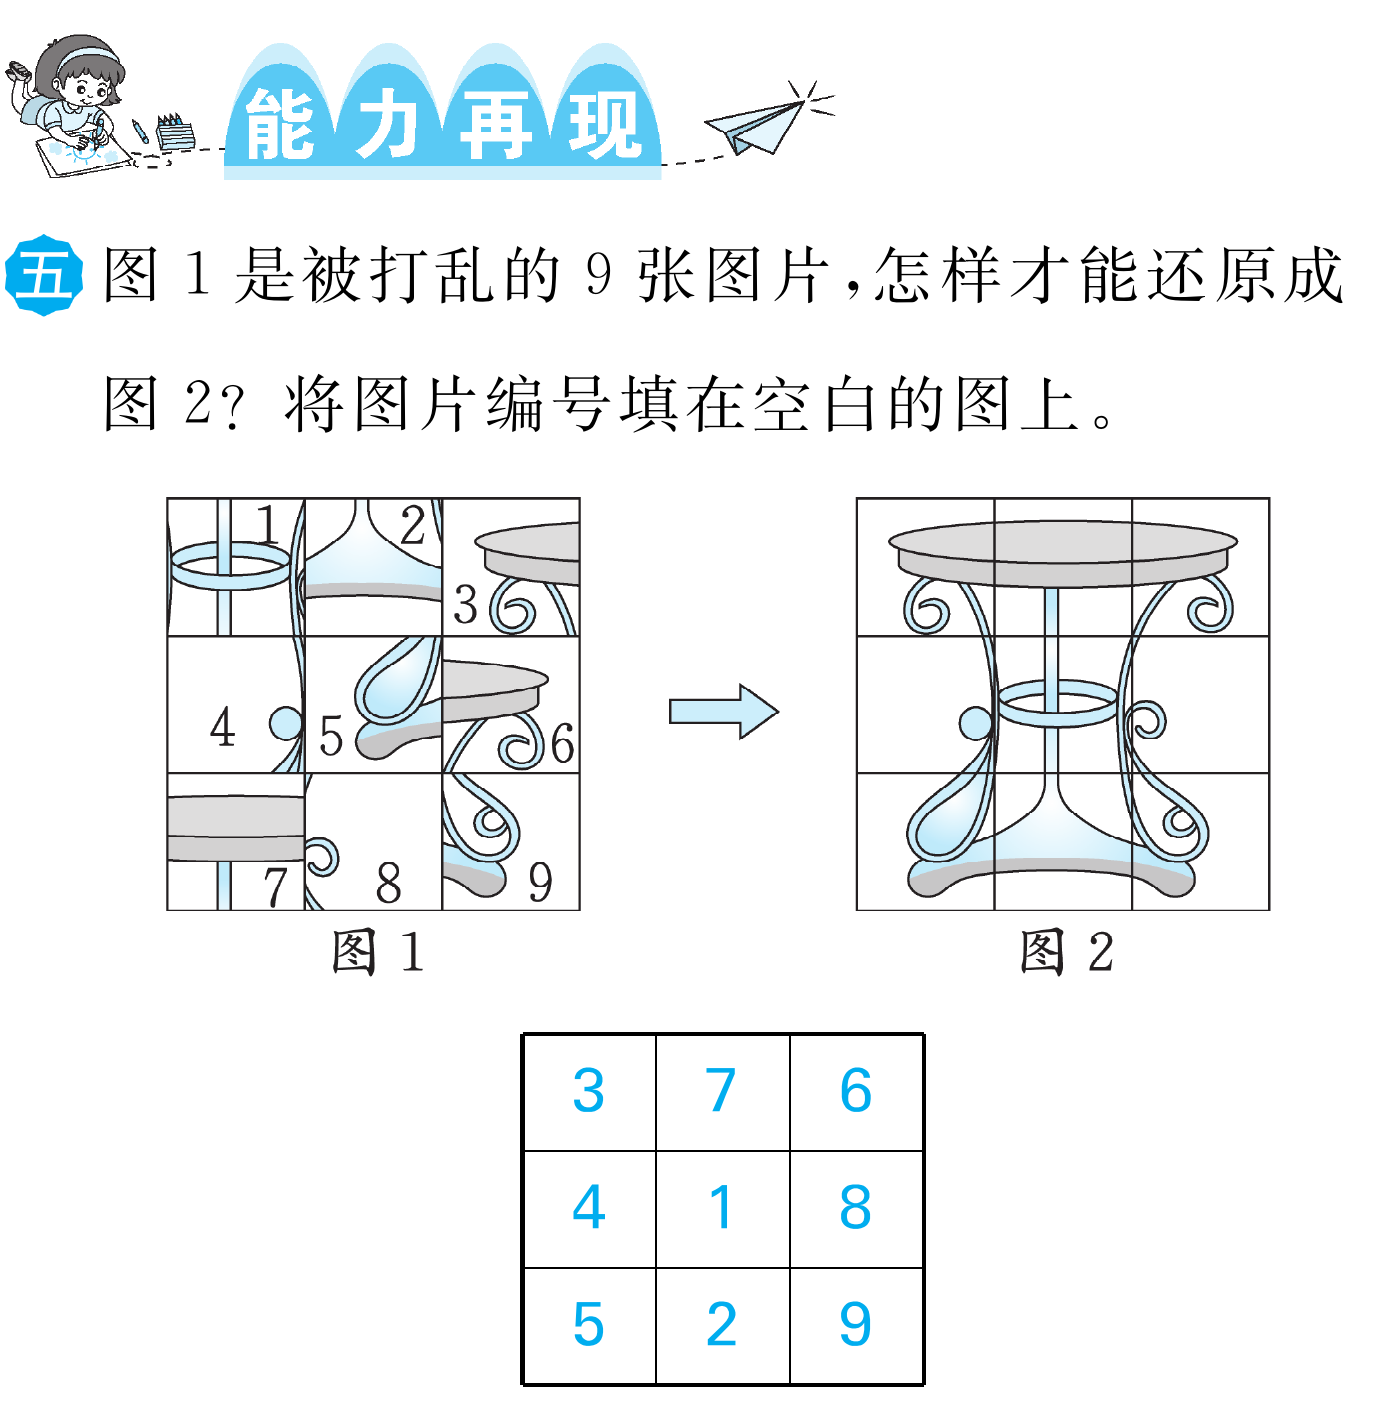 能力再现
五 图 1 是被打乱的 9 张图片,怎样才能还原成
图 2? 将图片编号填在空白的图上。
1 2 3
4 5 6
7 8 9
图 1
图 2
3 7 6
4 1 8
5 2 9